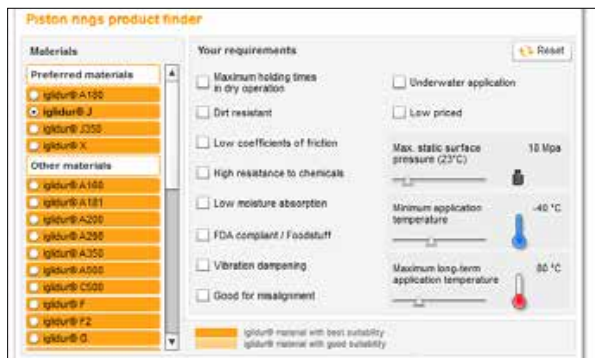 Piston rings product finder
Materials
Preferred materials
iglidur® A180
iglidur® J
iglidur® J350
iglidur® X
Other materials
iglidur® A160
iglidur® A181
iglidur® A200
iglidur® A290
iglidur® A350
iglidur® A500
iglidur® C500
iglidur® F
iglidur® F2
iglidur® G
Your requirements
Reset
Maximum holding times
in dry operation
Dirt resistant
Low coefficients of friction
High resistance to chemicals
Low moisture absorption
FDA compliant / Foodstuff
Vibration dampening
Good for misalignment
Underwater application
Low priced
Max. static surface
pressure (23°C)
10 Mpa
Minimum application
temperature
-40 °C
Maximum long-term
application temperature
80 °C
iglidur® material with best suitability
iglidur® material with good suitability